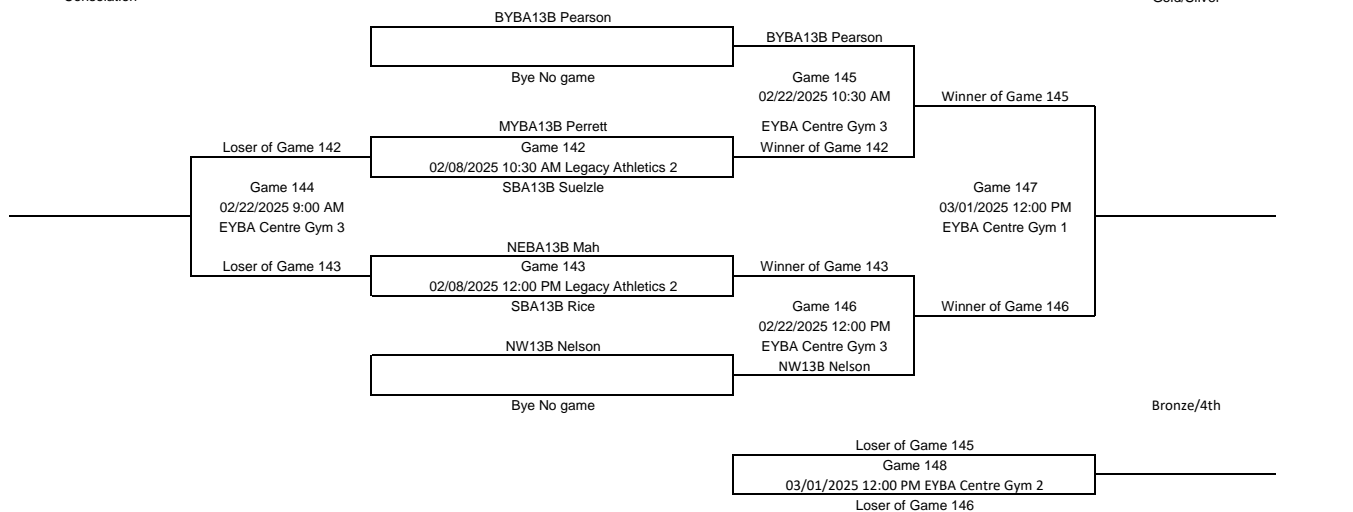 Consolation
Gold/Silver
BYBA13B Pearson
BYBA13B Pearson
Bye No game
Game 145
02/22/2025 10:30 AM
Winner of Game 145
MYBA13B Perrett
EYBA Centre Gym 3
Loser of Game 142
Game 142
Winner of Game 142
02/08/2025 10:30 AM Legacy Athletics 2
Game 144
SBA13B Suelzle
Game 147
02/22/2025 9:00 AM
03/01/2025 12:00 PM
EYBA Centre Gym 3
EYBA Centre Gym 1
NEBA13B Mah
Loser of Game 143
Game 143
Winner of Game 143
02/08/2025 12:00 PM Legacy Athletics 2
SBA13B Rice
Game 146
Winner of Game 146
02/22/2025 12:00 PM
NW13B Nelson
EYBA Centre Gym 3
NW13B Nelson
Bye No game
Bronze/4th
Loser of Game 145
Game 148
03/01/2025 12:00 PM EYBA Centre Gym 2
Loser of Game 146